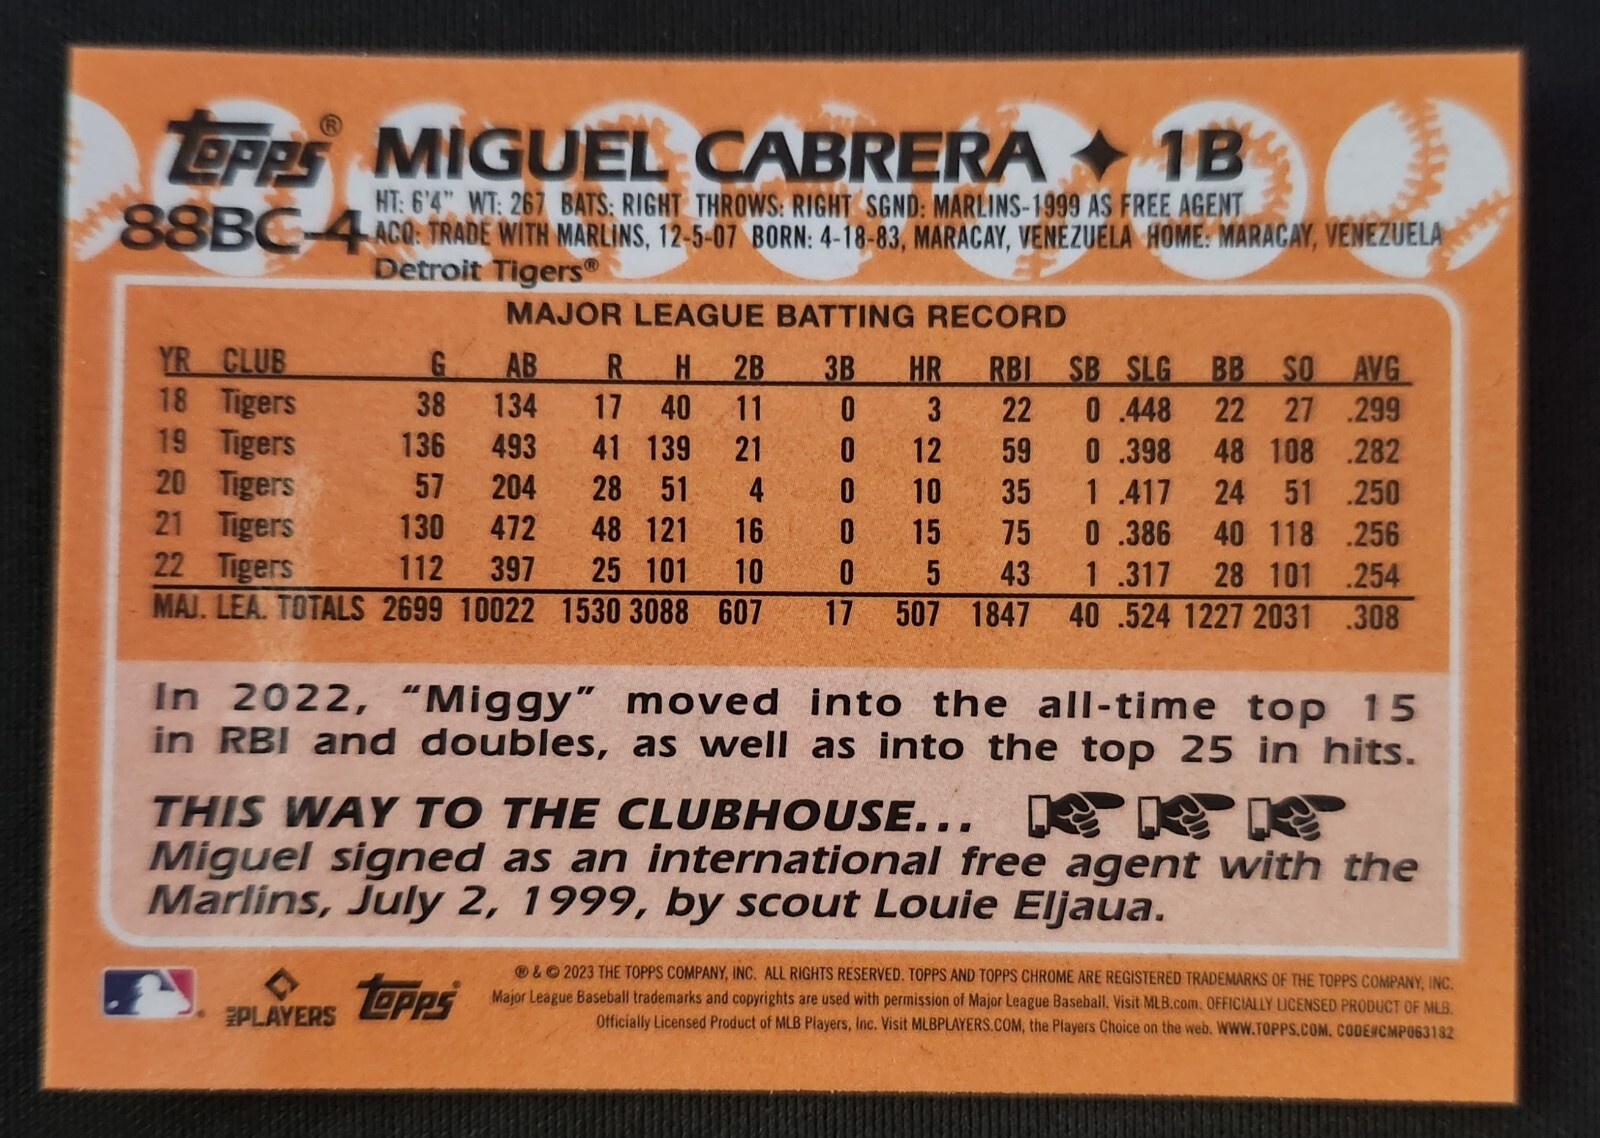 Topps® MIGUEL CABRERA ✦ 1B
88BC-4
HT: 6'4" WT: 267 BATS: RIGHT THROWS: RIGHT SGND: MARLINS-1999 AS FREE AGENT
ACQ: TRADE WITH MARLINS, 12-5-07 BORN: 4-18-83, MARACAY, VENEZUELA HOME: MARACAY, VENEZUELA
Detroit Tigers®
MAJOR LEAGUE BATTING RECORD
YR CLUB G AB R H 2B 3B HR RBI SB SLG BB SO AVG
18 Tigers 38 134 17 40 11 0 3 22 0 .448 22 27 .299
19 Tigers 136 493 41 139 21 0 12 59 0 .398 48 108 .282
20 Tigers 57 204 28 51 4 0 10 35 1 .417 24 51 .250
21 Tigers 130 472 48 121 16 0 15 75 0 .386 40 118 .256
22 Tigers 112 397 25 101 10 0 5 43 1 .317 28 101 .254
MAJ. LEA. TOTALS 2699 10022 1530 3088 607 17 507 1847 40 .524 1227 2031 .308
In 2022, “Miggy” moved into the all-time top 15
in RBI and doubles, as well as into the top 25 in hits.
THIS WAY TO THE CLUBHOUSE...
Miguel signed as an international free agent with the
Marlins, July 2, 1999, by scout Louie Eljaua.
® & © 2023 THE TOPPS COMPANY, INC. ALL RIGHTS RESERVED. TOPPS AND TOPPS CHROME ARE REGISTERED TRADEMARKS OF THE TOPPS COMPANY, INC.
Major League Baseball trademarks and copyrights are used with permission of Major League Baseball. Visit MLB.com. OFFICIALLY LICENSED PRODUCT OF MLB.
Officially Licensed Product of MLB Players, Inc. Visit MLBPLAYERS.COM, the Players Choice on the web. WWW.TOPPS.COM. CODE#CMP063182
MLB PLAYERS Topps